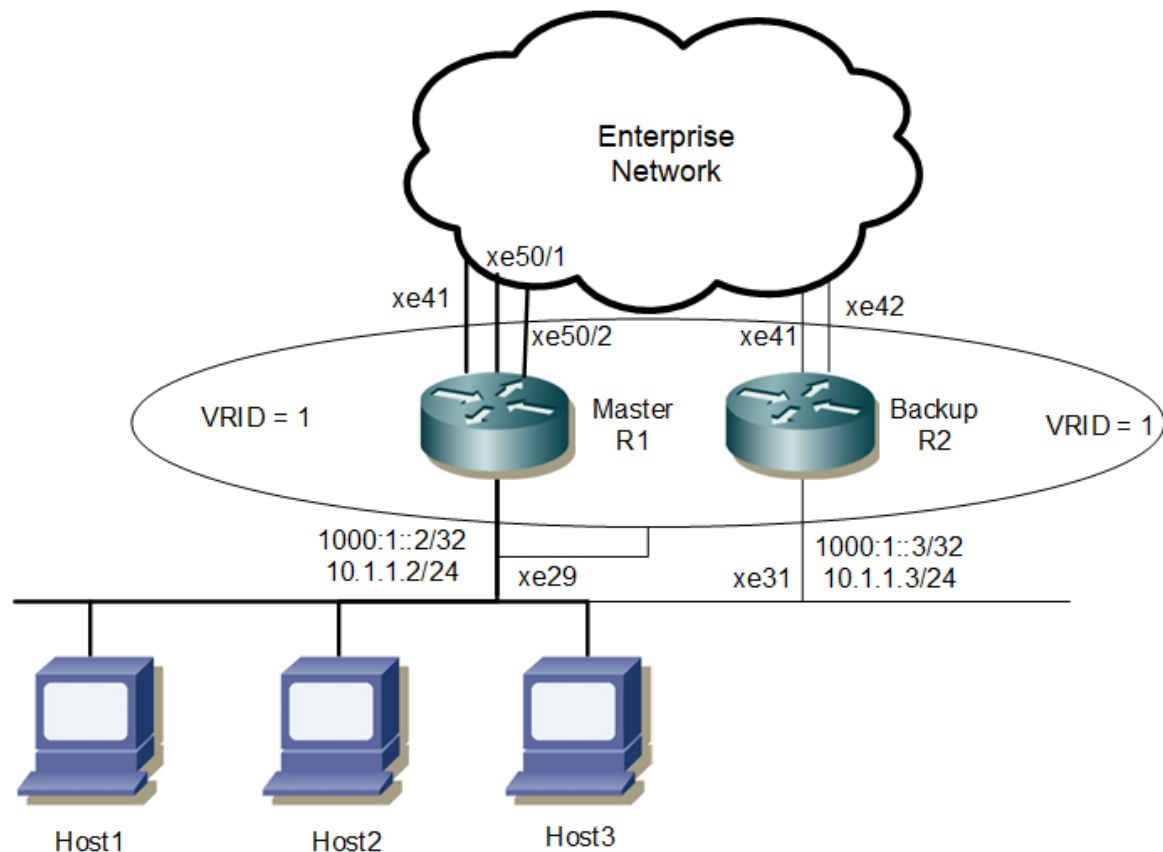 Enterprise
Network
xe50/1
xe41
xe50/2
xe41
xe42
VRID = 1
Master
R1
Backup
R2
VRID = 1
1000:1::2/32
10.1.1.2/24
xe29
xe31
1000:1::3/32
10.1.1.3/24
Host1
Host2
Host3